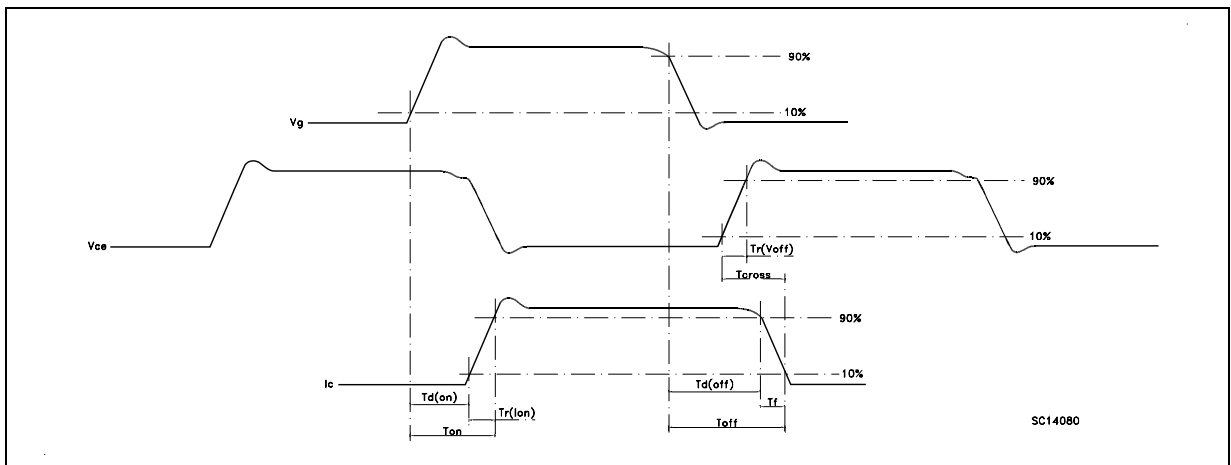 90%
10%
Vg
90%
Vce
10%
Tr(Voff)
Tcross
90%
Ic
10%
Td(on)
Td(off)
Tr(Ion)
Tf
Ton
Toff
SC14080